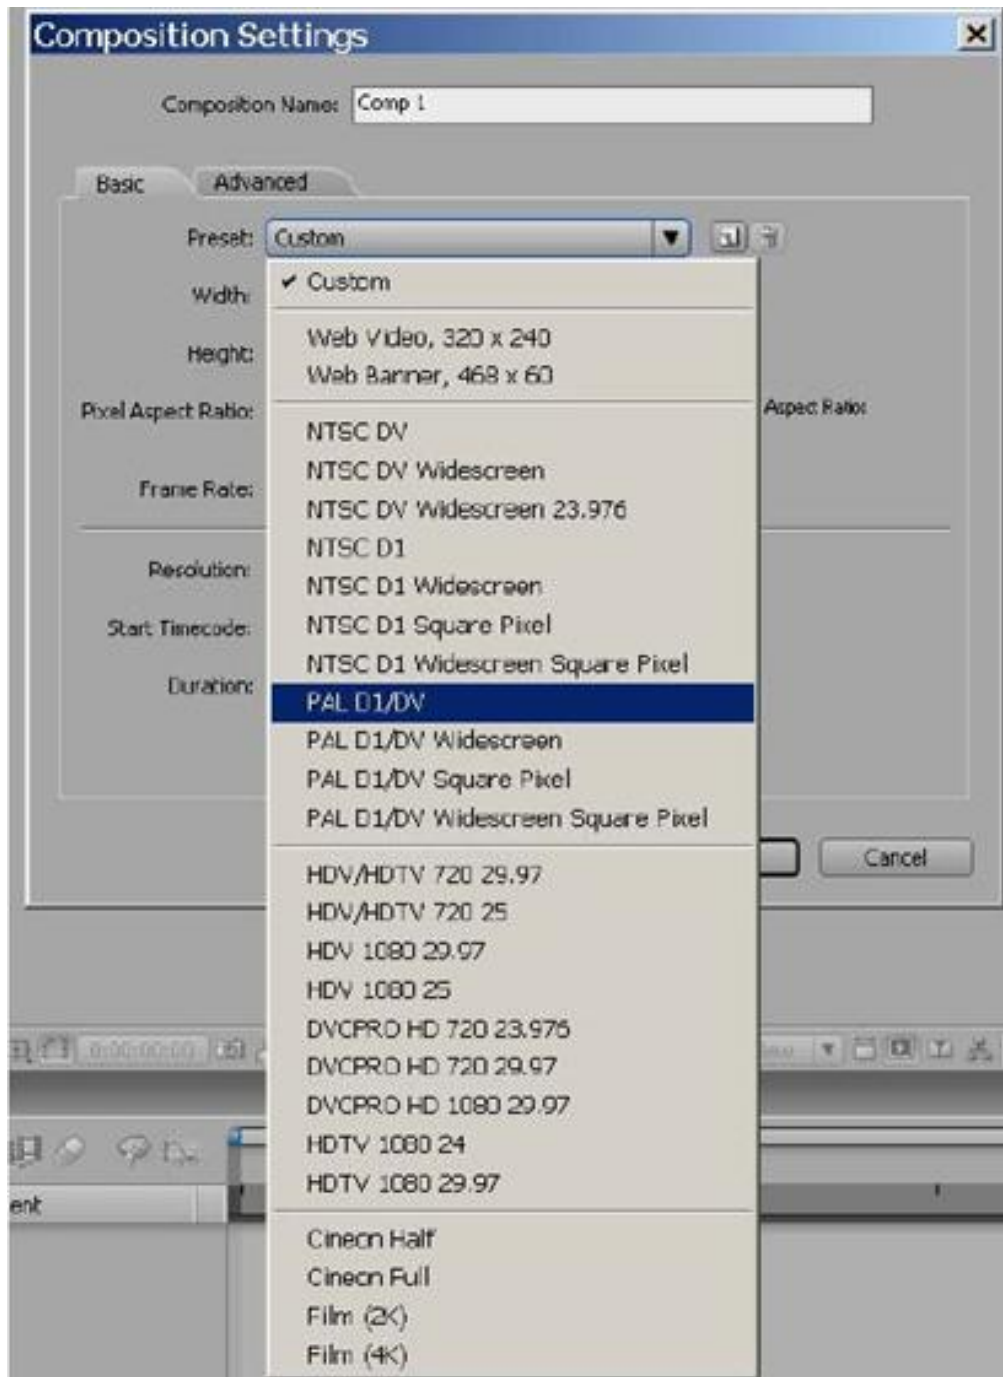 Composition Settings
Composition Name: Comp 1
Basic Advanced
Preset: Custom
Width:
Height:
Pixel Aspect Ratio:
Aspect Ratio:
Frame Rate:
Resolution:
Start Timecode:
Duration:
✔ Custom
Web Video, 320 x 240
Web Banner, 468 x 60
NTSC DV
NTSC DV Widescreen
NTSC DV Widescreen 23.976
NTSC D1
NTSC D1 Widescreen
NTSC D1 Square Pixel
NTSC D1 Widescreen Square Pixel
PAL D1/DV
PAL D1/DV Widescreen
PAL D1/DV Square Pixel
PAL D1/DV Widescreen Square Pixel
HDV/HDTV 720 29.97
HDV/HDTV 720 25
HDV 1080 29.97
HDV 1080 25
DVCPRO HD 720 23.976
DVCPRO HD 720 29.97
DVCPRO HD 1080 29.97
HDTV 1080 24
HDTV 1080 29.97
Cineon Half
Cineon Full
Film (2K)
Film (4K)
Cancel
0:00:00:00
ent